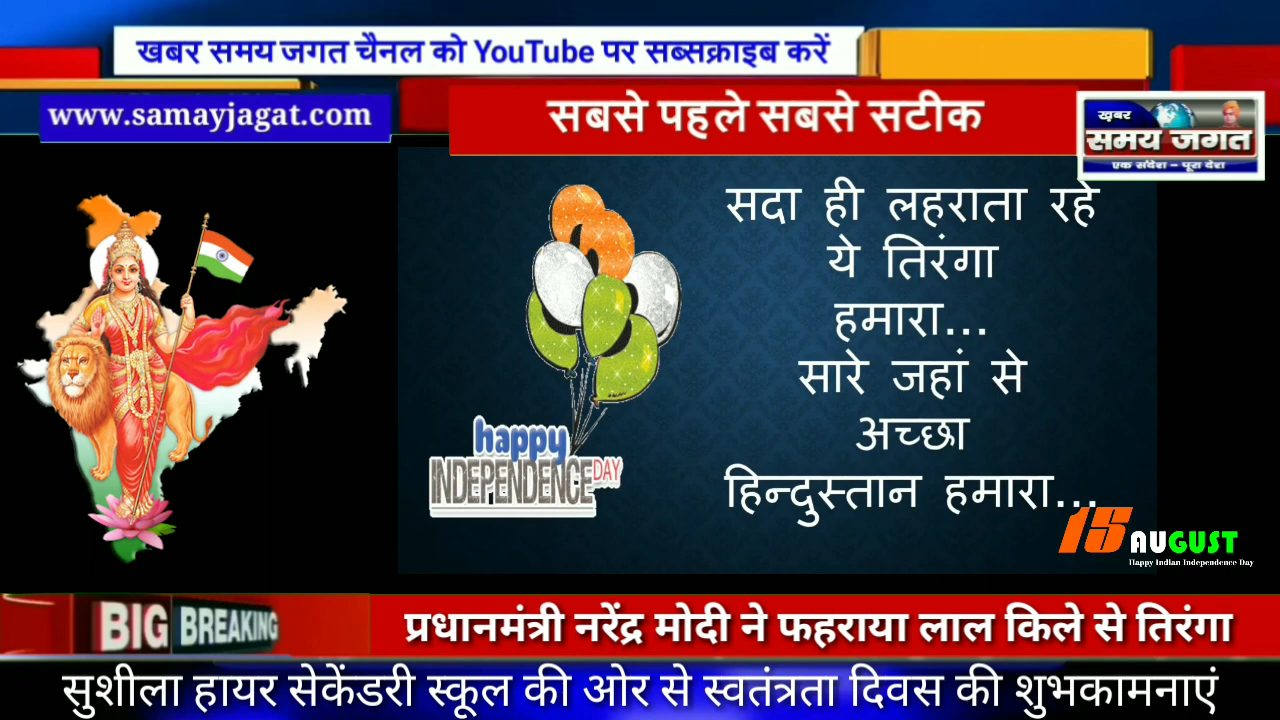 खबर समय जगत चैनल को YouTube पर सब्सक्राइब करें
www.samayjagat.com
सबसे पहले सबसे सटीक
ख़बर
समय जगत
एक संदेश – पूरा देश
सदा ही लहराता रहे
ये तिरंगा
हमारा...
सारे जहां से
अच्छा
हिन्दुस्तान हमारा...
happy
INDEPENDENCE DAY
15 AUGUST
Happy Indian Independence Day
BIG BREAKING
प्रधानमंत्री नरेंद्र मोदी ने फहराया लाल किले से तिरंगा
सुशीला हायर सेकेंडरी स्कूल की ओर से स्वतंत्रता दिवस की शुभकामनाएं